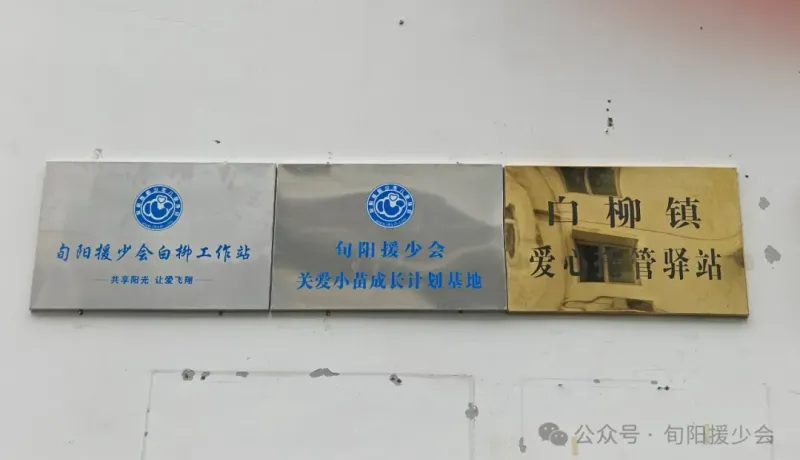 旬阳援少会白柳工作站
共享阳光 让爱飞翔
旬阳援少会
关爱小苗成长计划基地
白柳镇
爱心托管驿站
公众号·旬阳援少会